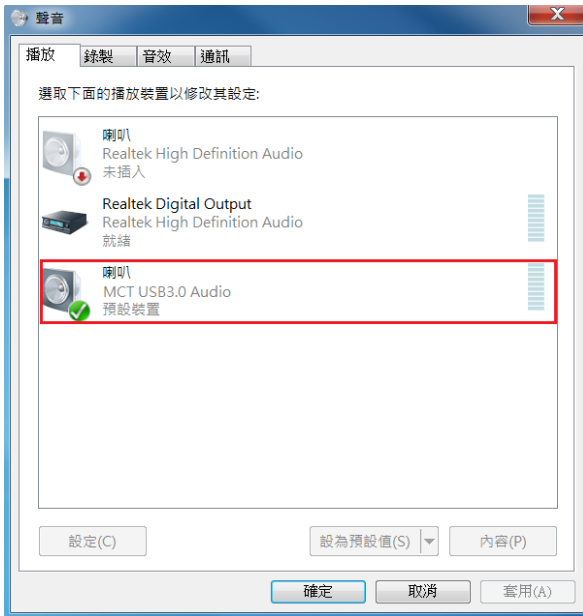 聲音
播放 錄製 音效 通訊
選取下面的播放裝置以修改其設定:
喇叭
Realtek High Definition Audio
未插入
Realtek Digital Output
Realtek High Definition Audio
就緒
喇叭
MCT USB3.0 Audio
預設裝置
設定(C) 設為預設值(S) 內容(P)
確定 取消 套用(A)